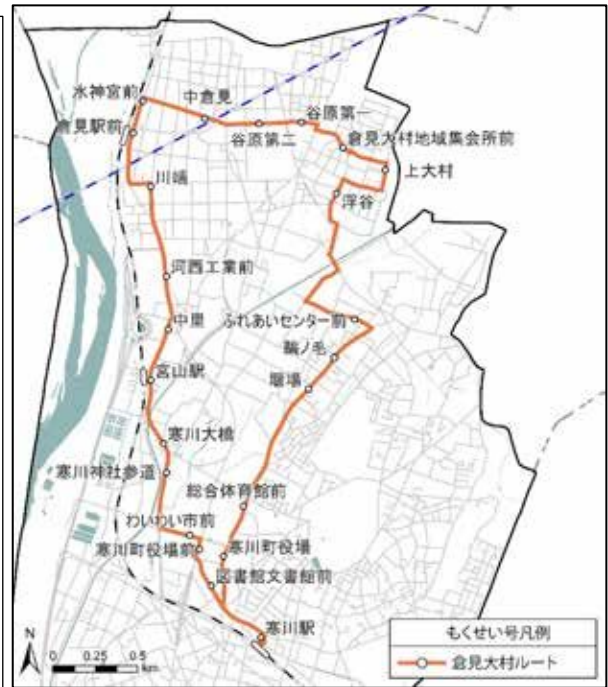 水神宮前
中倉見
谷原第一
倉見駅前
谷原第二
倉見大村地域集会所前
上大村
川端
浮谷
河西工業前
ふれあいセンター前
中里
鶴ノ毛
宮山駅
堀場
寒川大橋
寒川神社参道
総合体育館前
わいわい市前
寒川町役場前
寒川町役場
図書館文書館前
寒川駅
N
0 0.25 0.5
km
もくせい号凡例
倉見大村ルート